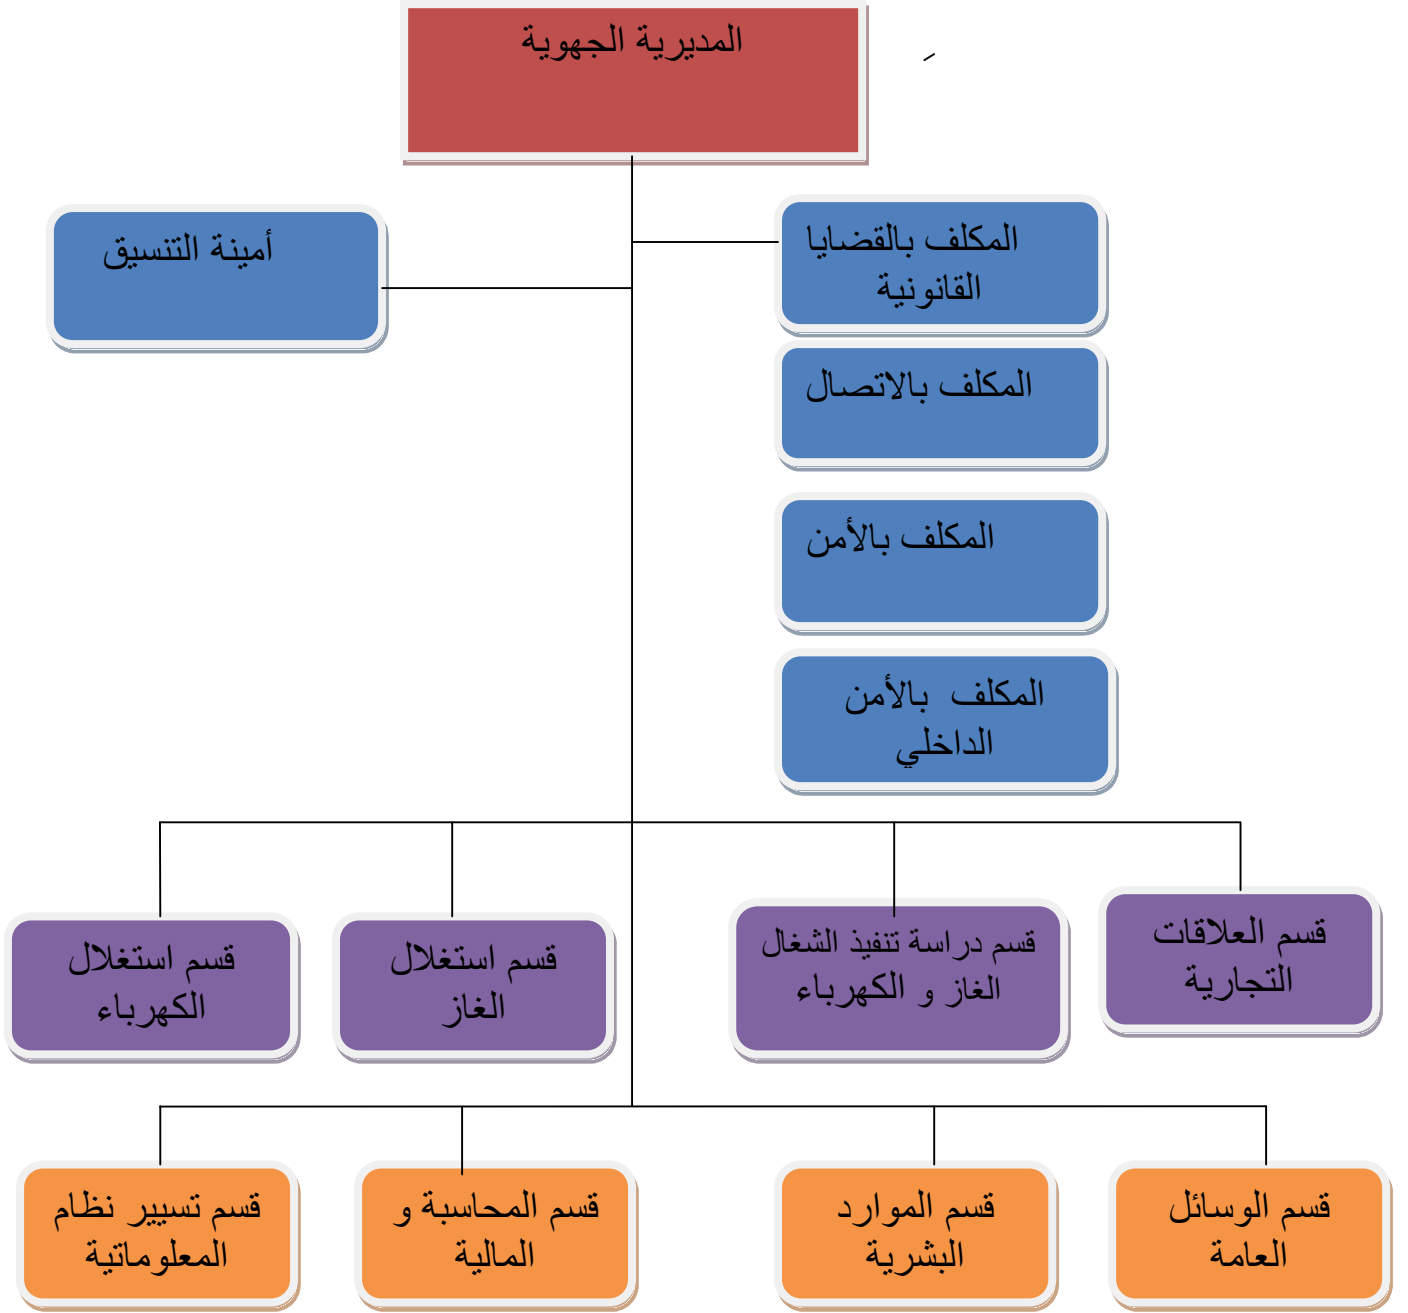 المديرية الجهوية
المكلف بالقضايا
القانونية
أمينة التنسيق
المكلف بالاتصال
المكلف بالأمن
المكلف بالأمن
الداخلي
قسم العلاقات
التجارية
قسم دراسة تنفيذ الشغال
الغاز و الكهرباء
قسم استغلال
الغاز
قسم استغلال
الكهرباء
قسم الوسائل
العامة
قسم الموارد
البشرية
قسم المحاسبة و
المالية
قسم تسيير نظام
المعلوماتية